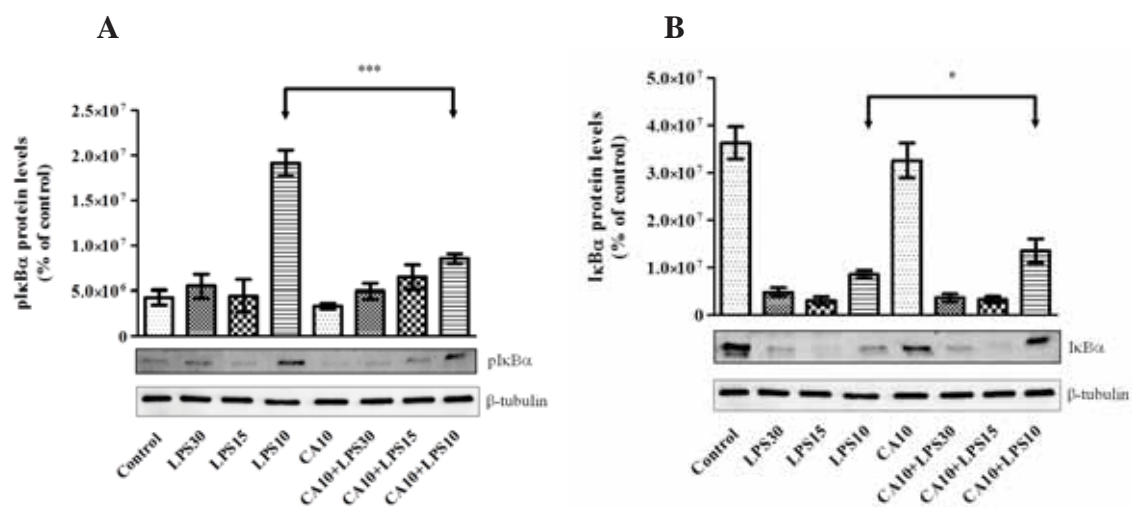 A
B
***
2.5×10⁷
2.0×10⁷
1.5×10⁷
1.0×10⁷
5.0×10⁶
0
pIκBα protein levels
(% of control)
pIκBα
β-tubulin
Control
LPS30
LPS15
LPS10
CA10
CA10+LPS30
CA10+LPS15
CA10+LPS10
*
5.0×10⁷
4.0×10⁷
3.0×10⁷
2.0×10⁷
1.0×10⁷
0
IκBα protein levels
(% of control)
IκBα
β-tubulin
Control
LPS30
LPS15
LPS10
CA10
CA10+LPS30
CA10+LPS15
CA10+LPS10